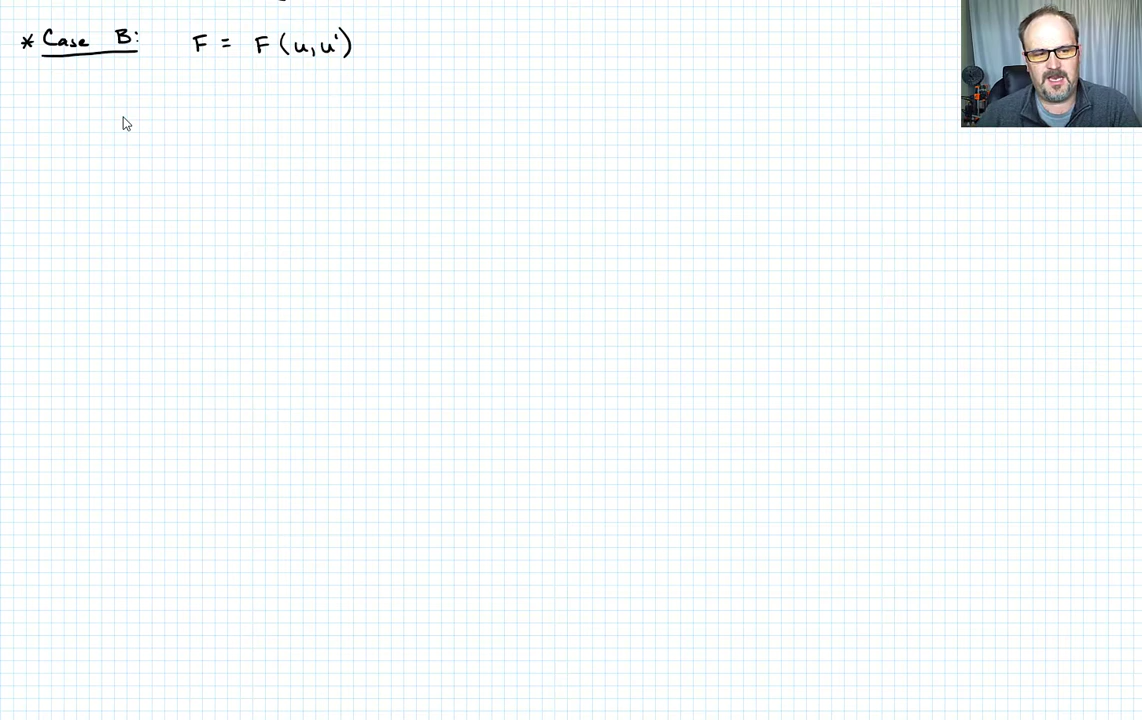 * Case B: F = F (u, u')